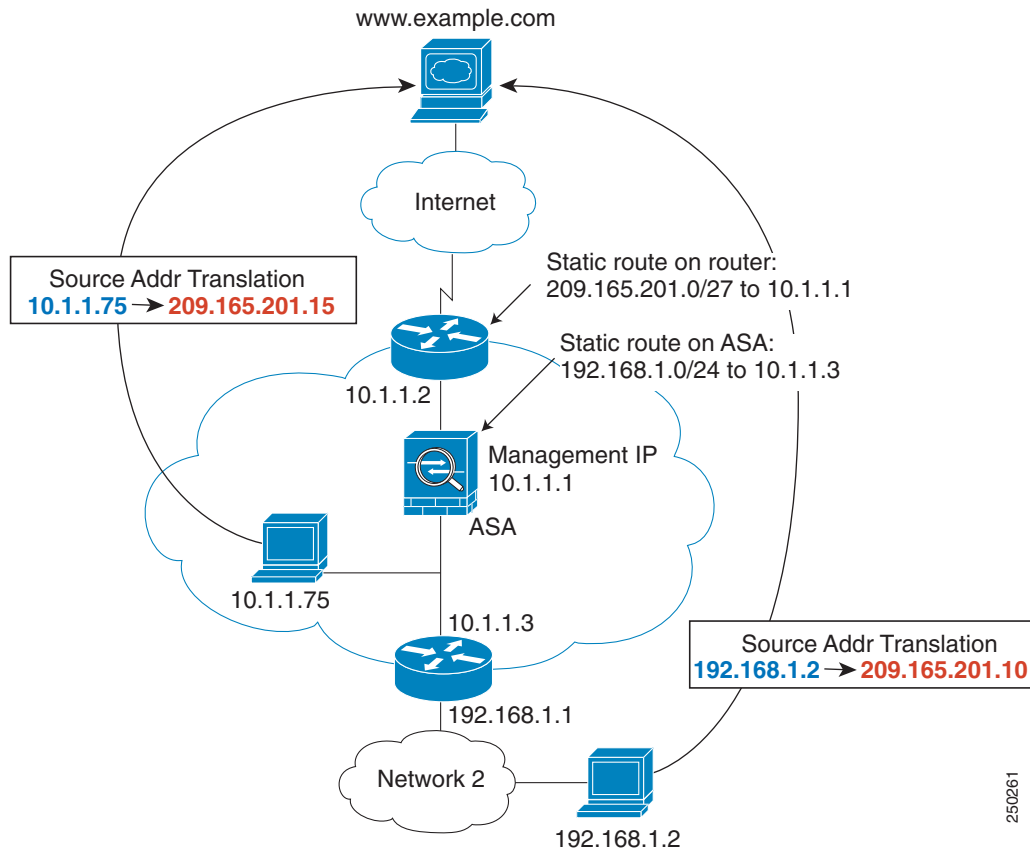 www.example.com
Internet
Source Addr Translation
10.1.1.75 → 209.165.201.15
Static route on router:
209.165.201.0/27 to 10.1.1.1
Static route on ASA:
192.168.1.0/24 to 10.1.1.3
10.1.1.2
Management IP
10.1.1.1
ASA
10.1.1.75
10.1.1.3
Source Addr Translation
192.168.1.2 → 209.165.201.10
192.168.1.1
Network 2
192.168.1.2
250261